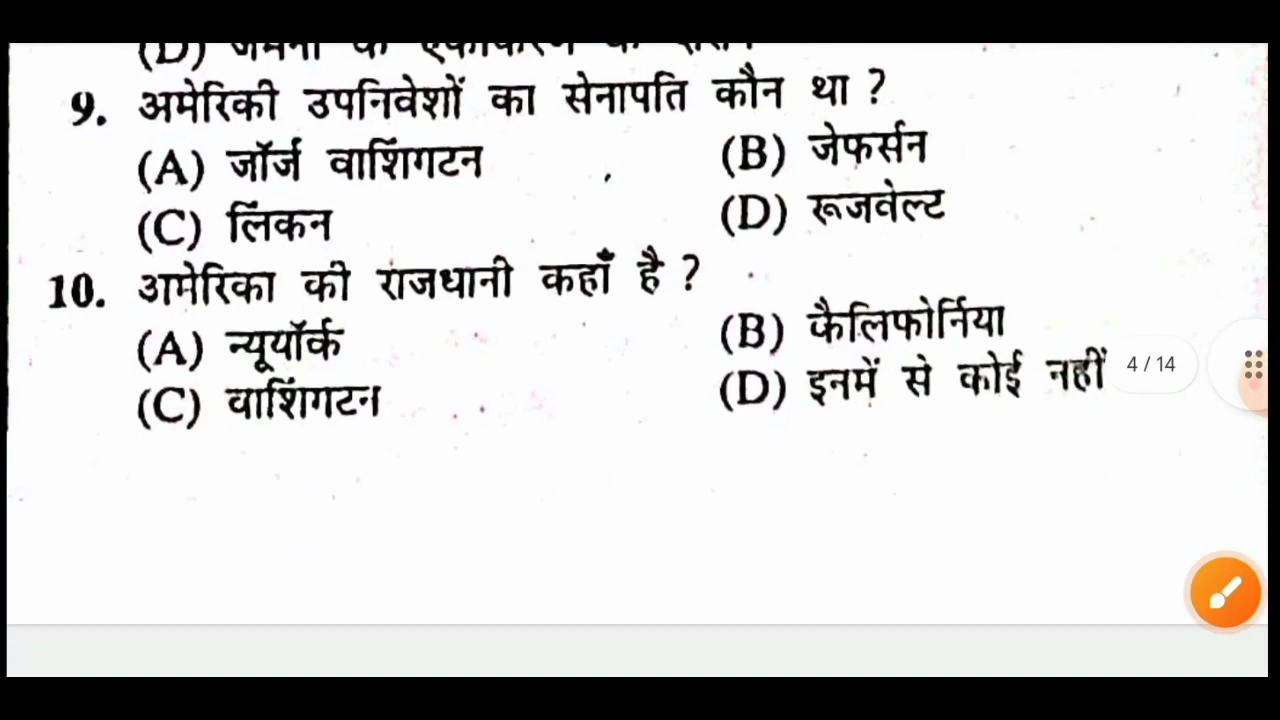 9. अमेरिकी उपनिवेशों का सेनापति कौन था ?
(A) जॉर्ज वाशिंगटन (B) जेफर्सन
(C) लिंकन (D) रूजवेल्ट
10. अमेरिका की राजधानी कहाँ है ?
(A) न्यूयॉर्क (B) कैलिफोर्निया
(C) वाशिंगटन (D) इनमें से कोई नहीं
4 / 14